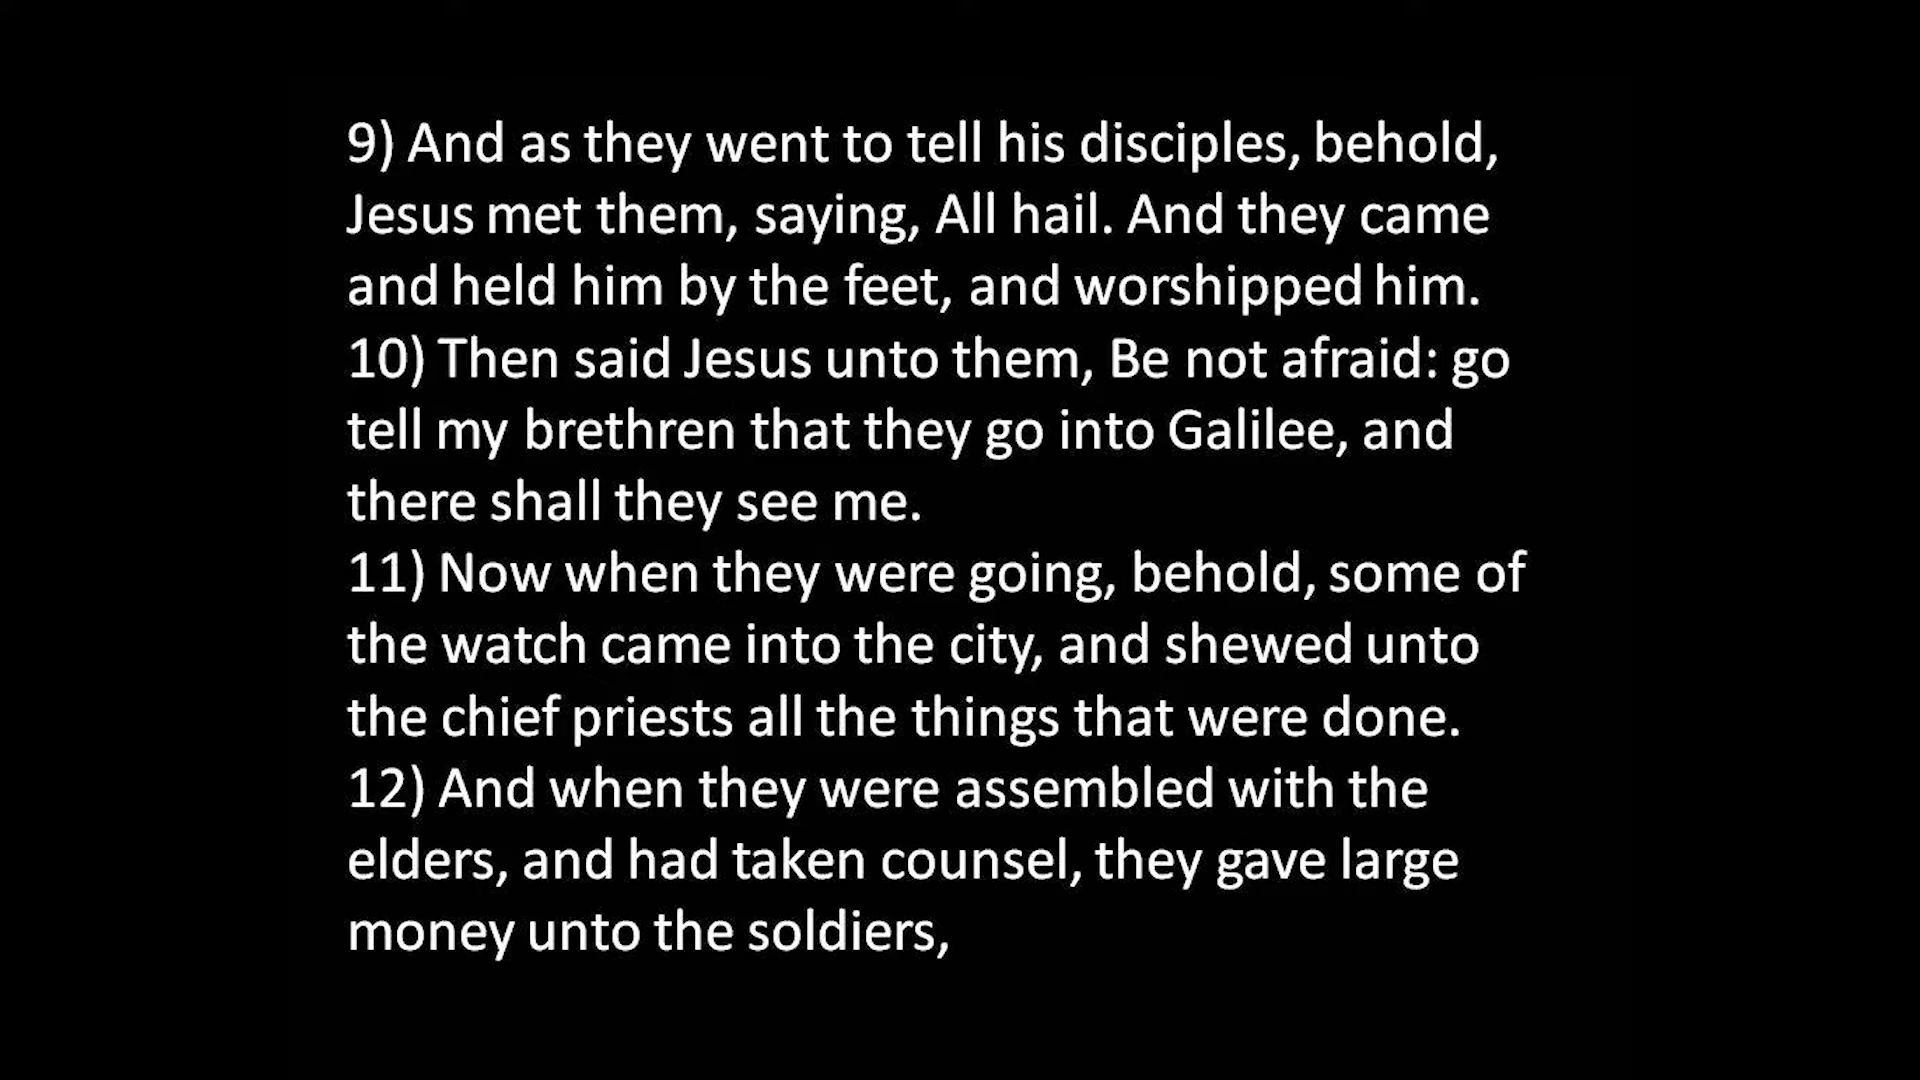 9) And as they went to tell his disciples, behold,
Jesus met them, saying, All hail. And they came
and held him by the feet, and worshipped him.
10) Then said Jesus unto them, Be not afraid: go
tell my brethren that they go into Galilee, and
there shall they see me.
11) Now when they were going, behold, some of
the watch came into the city, and shewed unto
the chief priests all the things that were done.
12) And when they were assembled with the
elders, and had taken counsel, they gave large
money unto the soldiers,